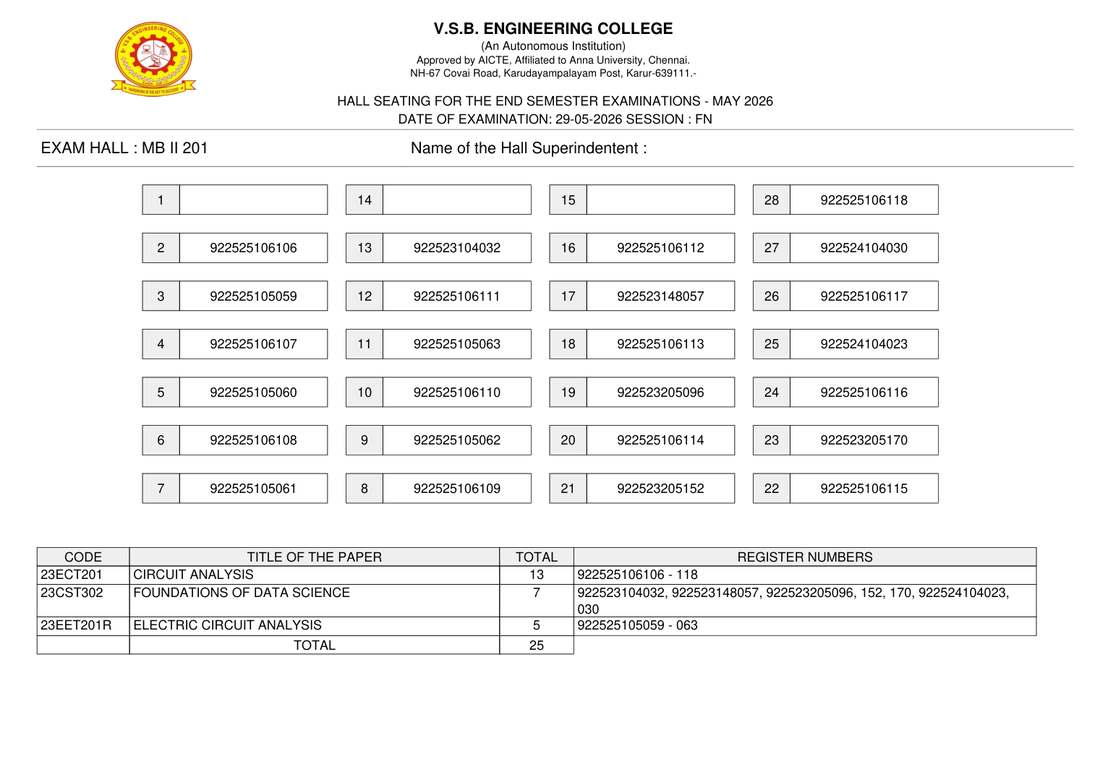 V.S.B. ENGINEERING COLLEGE
(An Autonomous Institution)
Approved by AICTE, Affiliated to Anna University, Chennai.
NH-67 Covai Road, Karudayampalayam Post, Karur-639111.-
HALL SEATING FOR THE END SEMESTER EXAMINATIONS - MAY 2026
DATE OF EXAMINATION: 29-05-2026 SESSION : FN
EXAM HALL : MB II 201 Name of the Hall Superindentent :
1 14 15 28 922525106118
2 922525106106 13 922523104032 16 922525106112 27 922524104030
3 922525105059 12 922525106111 17 922523148057 26 922525106117
4 922525106107 11 922525105063 18 922525106113 25 922524104023
5 922525105060 10 922525106110 19 922523205096 24 922525106116
6 922525106108 9 922525105062 20 922525106114 23 922523205170
7 922525105061 8 922525106109 21 922523205152 22 922525106115
CODE TITLE OF THE PAPER TOTAL REGISTER NUMBERS
23ECT201 CIRCUIT ANALYSIS 13 922525106106 - 118
23CST302 FOUNDATIONS OF DATA SCIENCE 7 922523104032, 922523148057, 922523205096, 152, 170, 922524104023,
030
23EET201R ELECTRIC CIRCUIT ANALYSIS 5 922525105059 - 063
TOTAL 25